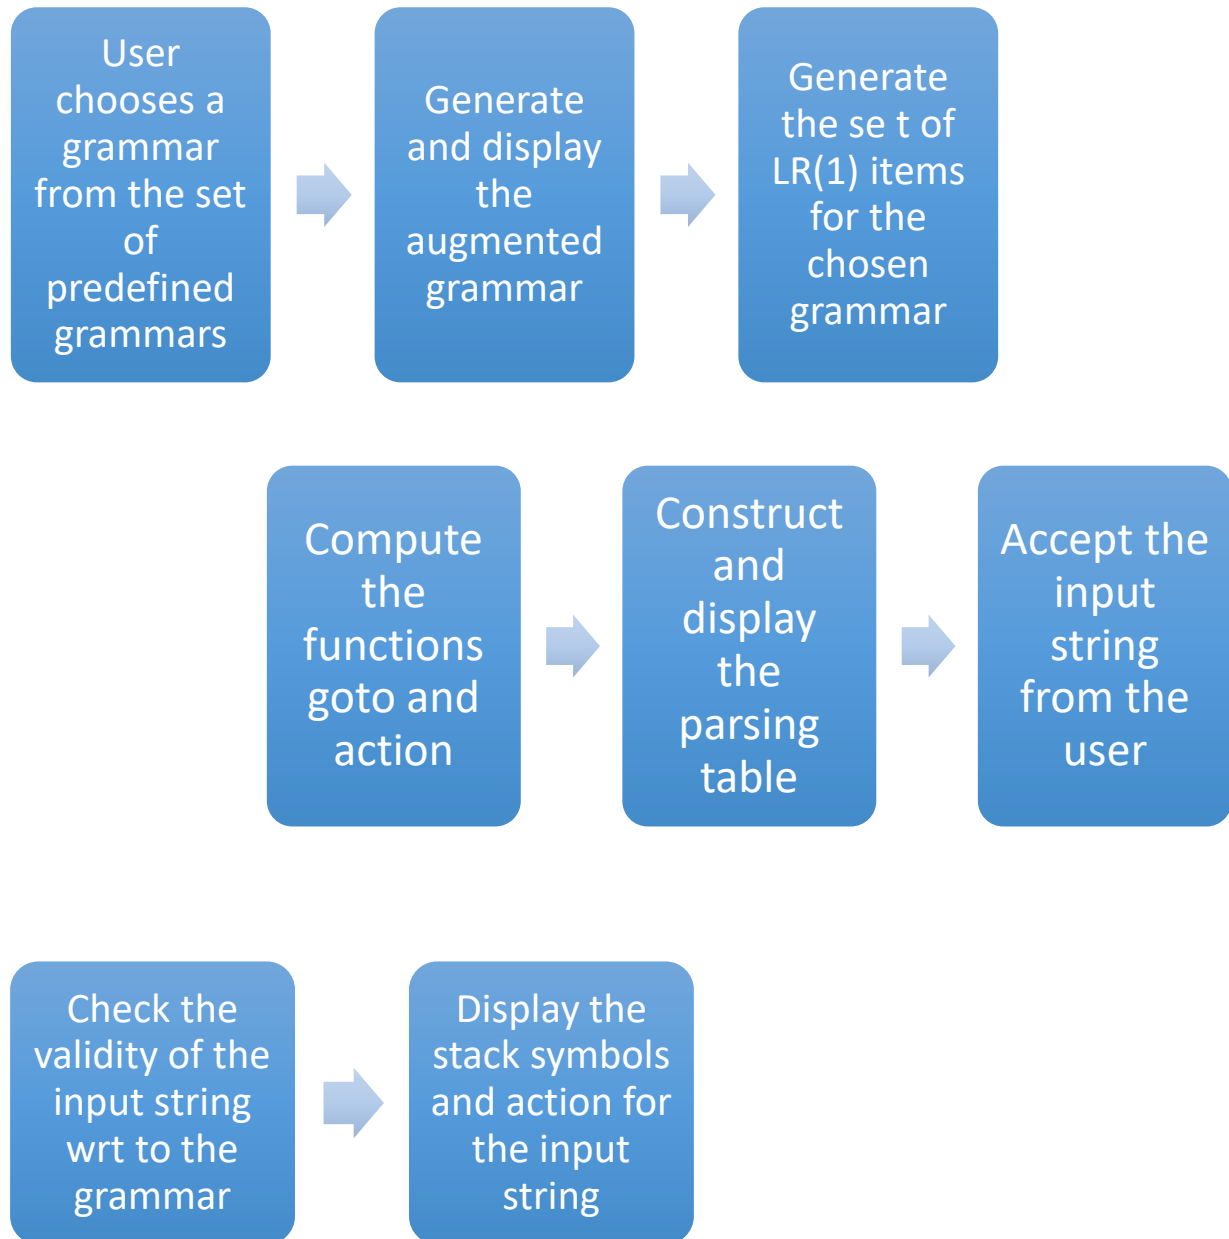 User
chooses a
grammar
from the set
of
predefined
grammars
Generate
and display
the
augmented
grammar
Generate
the se t of
LR(1) items
for the
chosen
grammar
Compute
the
functions
goto and
action
Construct
and
display
the
parsing
table
Accept the
input
string
from the
user
Check the
validity of the
input string
wrt to the
grammar
Display the
stack symbols
and action for
the input
string